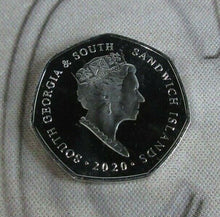 SOUTH GEORGIA & SOUTH SANDWICH ISLANDS
• 2020 •